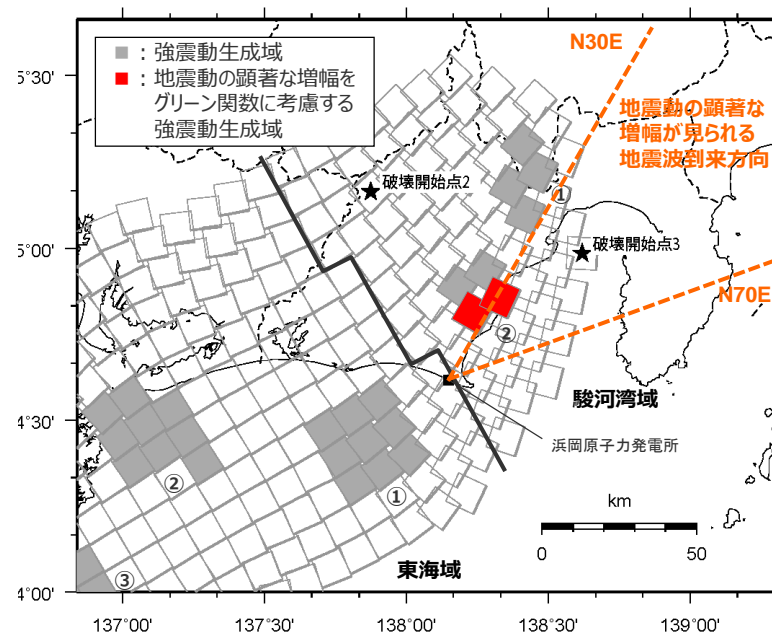 ■ : 強震動生成域
■ : 地震動の顕著な増幅を
グリーン関数に考慮する
強震動生成域
N30E
地震動の顕著な
増幅が見られる
地震波到来方向
5°30'
破壊開始点2
①
5°00'
破壊開始点3
N70E
②
駿河湾域
4°30'
浜岡原子力発電所
②
①
km
0
50
東海域
③
4°00'
137°00'
137°30'
138°00'
138°30'
139°00'